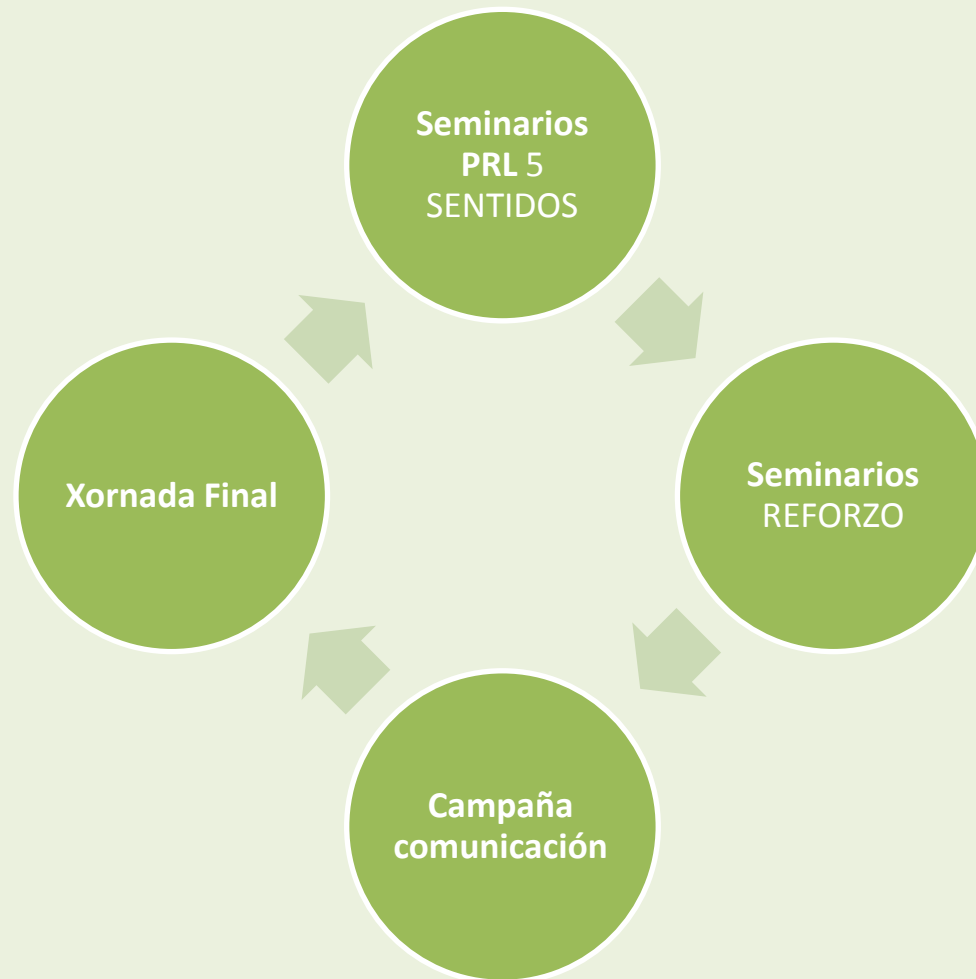 Seminarios
PRL 5
SENTIDOS
Xornada Final
Seminarios
REFORZO
Campaña
comunicación